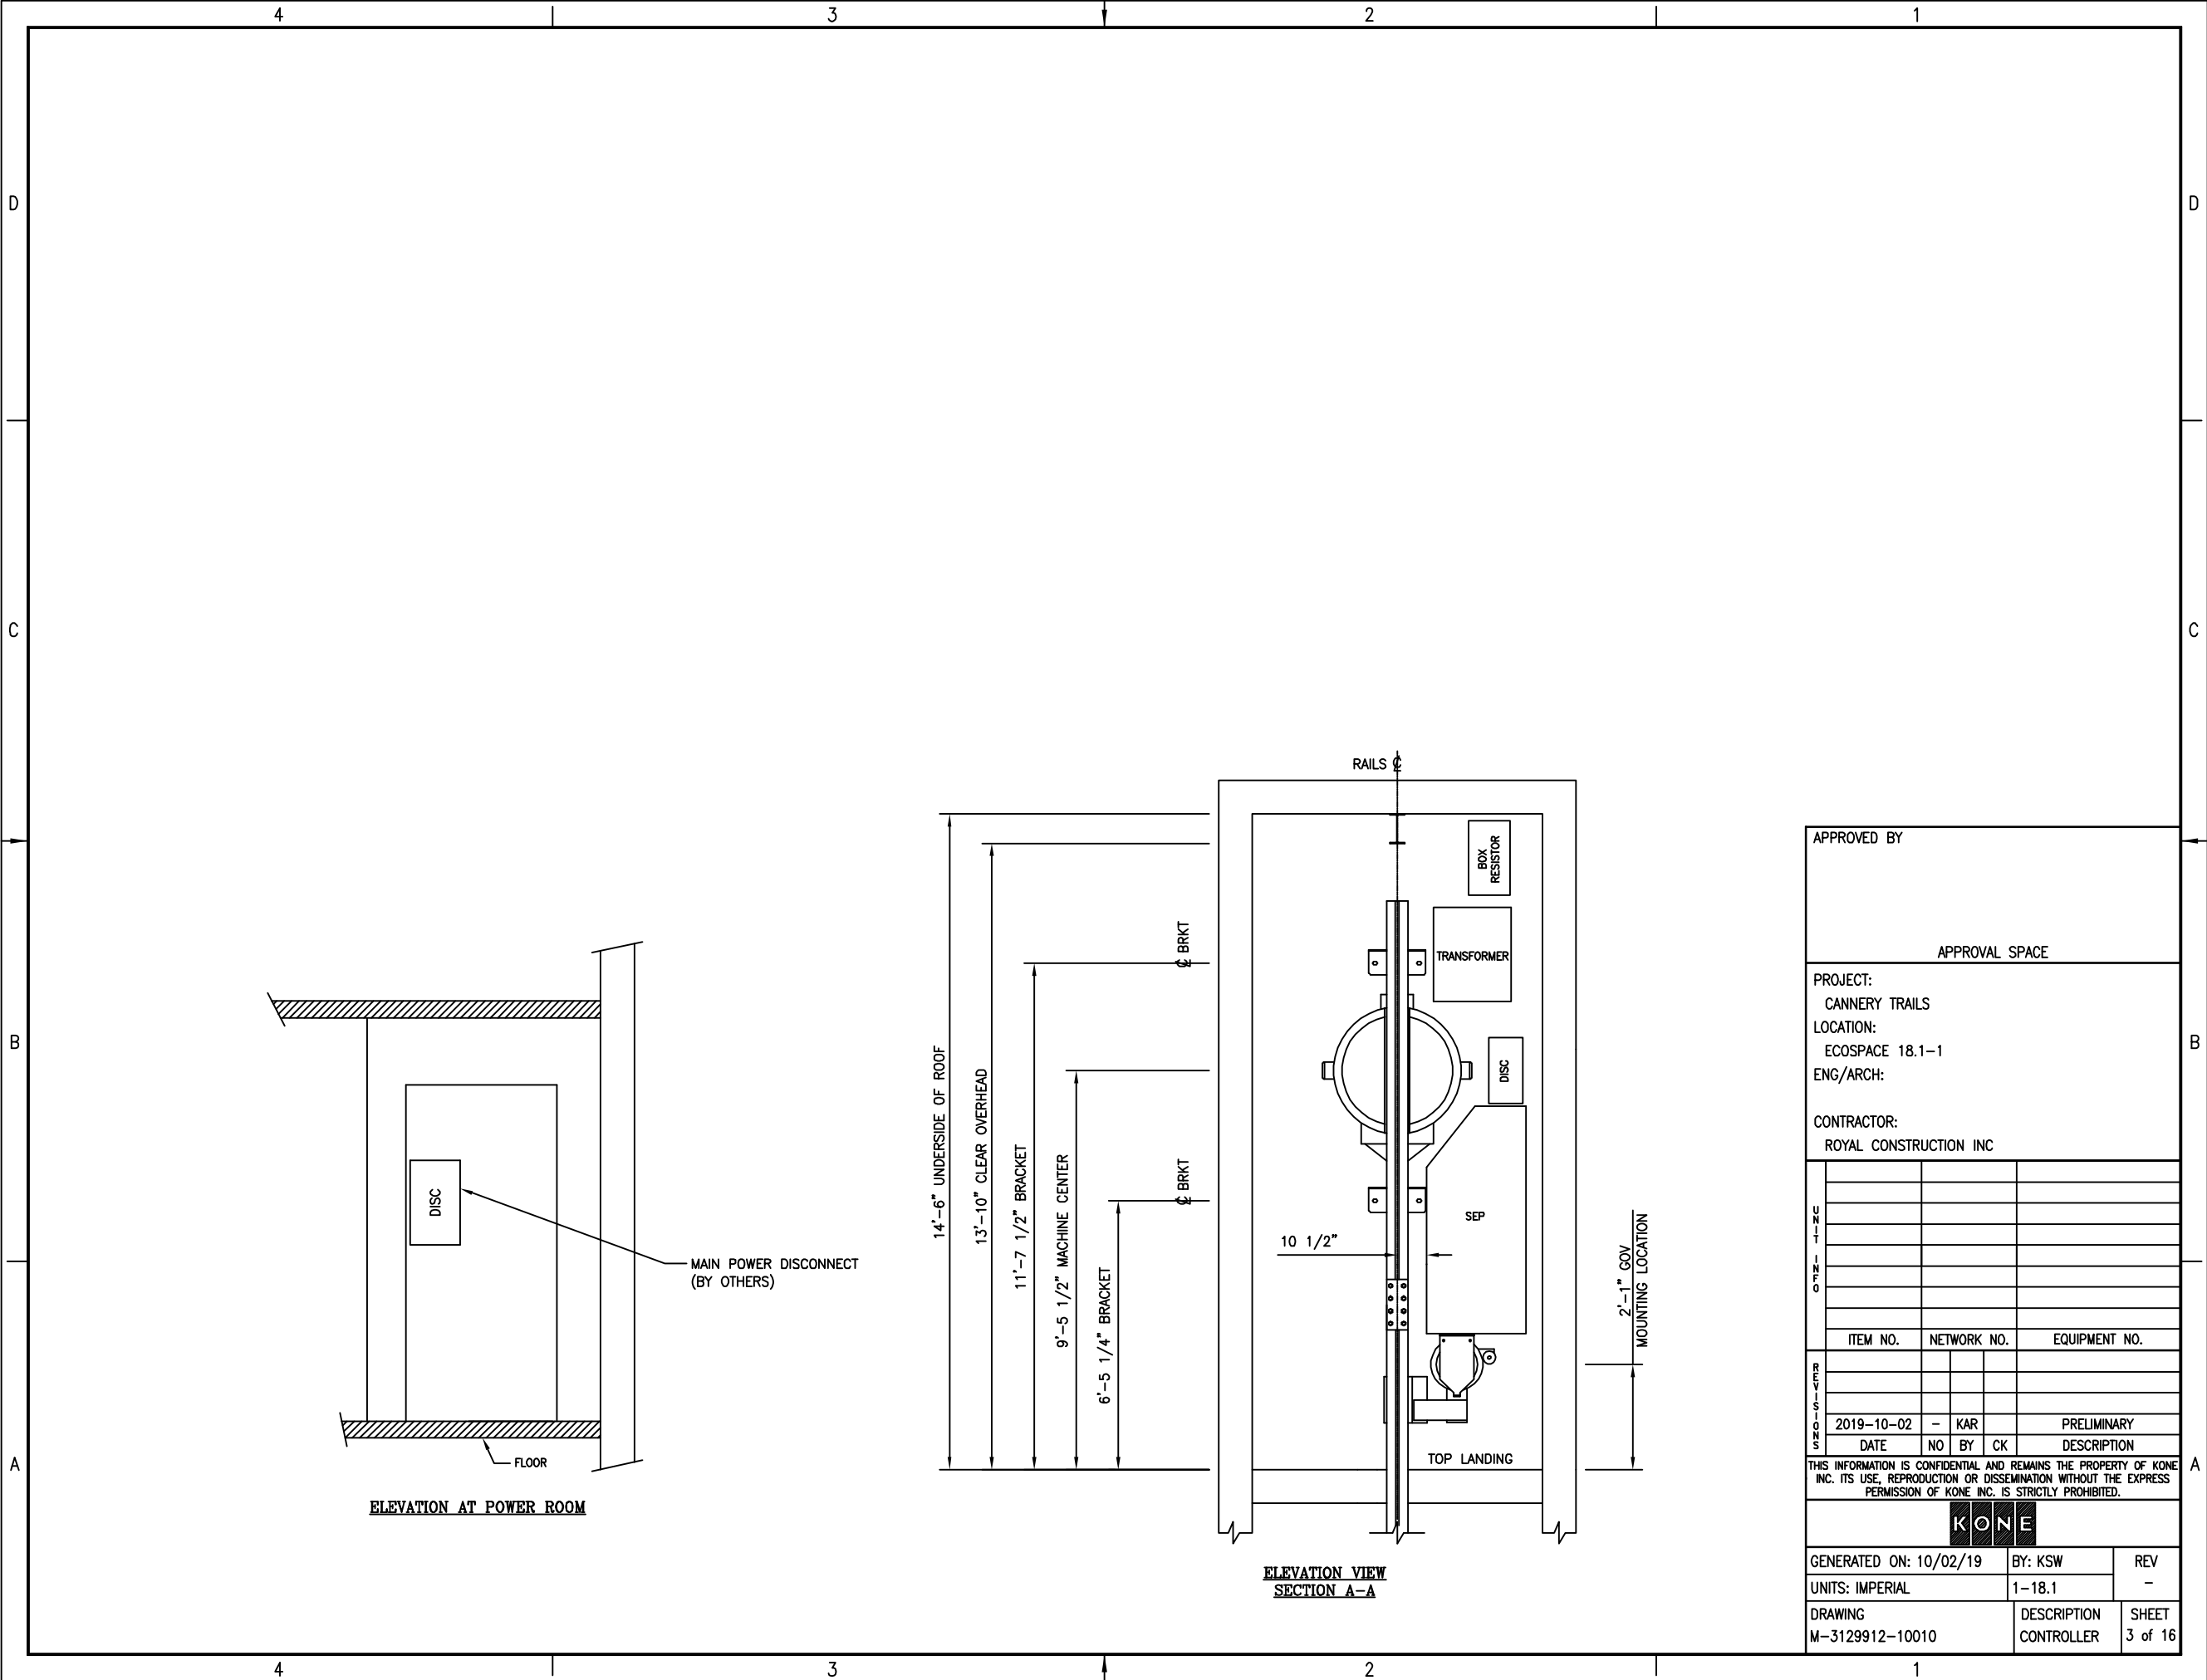 4
3
2
1
D
D
C
C
B
B
A
A
4
3
2
1
DISC
MAIN POWER DISCONNECT
(BY OTHERS)
FLOOR
ELEVATION AT POWER ROOM
RAILS ℄
14'-6" UNDERSIDE OF ROOF
13'-10" CLEAR OVERHEAD
11'-7 1/2" BRACKET
9'-5 1/2" MACHINE CENTER
6'-5 1/4" BRACKET
℄ BRKT
℄ BRKT
BOX
RESISTOR
TRANSFORMER
DISC
SEP
10 1/2"
2'-1" GOV
MOUNTING LOCATION
TOP LANDING
ELEVATION VIEW
SECTION A-A
APPROVED BY
APPROVAL SPACE
PROJECT:
CANNERY TRAILS
LOCATION:
ECOSPACE 18.1-1
ENG/ARCH:
CONTRACTOR:
ROYAL CONSTRUCTION INC
UNIT INFO
ITEM NO. NETWORK NO. EQUIPMENT NO.
REVISIONS
2019-10-02 - KAR PRELIMINARY
DATE NO BY CK DESCRIPTION
THIS INFORMATION IS CONFIDENTIAL AND REMAINS THE PROPERTY OF KONE
INC. ITS USE, REPRODUCTION OR DISSEMINATION WITHOUT THE EXPRESS
PERMISSION OF KONE INC. IS STRICTLY PROHIBITED.
KONE
GENERATED ON: 10/02/19 BY: KSW REV
UNITS: IMPERIAL 1-18.1 -
DRAWING DESCRIPTION SHEET
M-3129912-10010 CONTROLLER 3 of 16